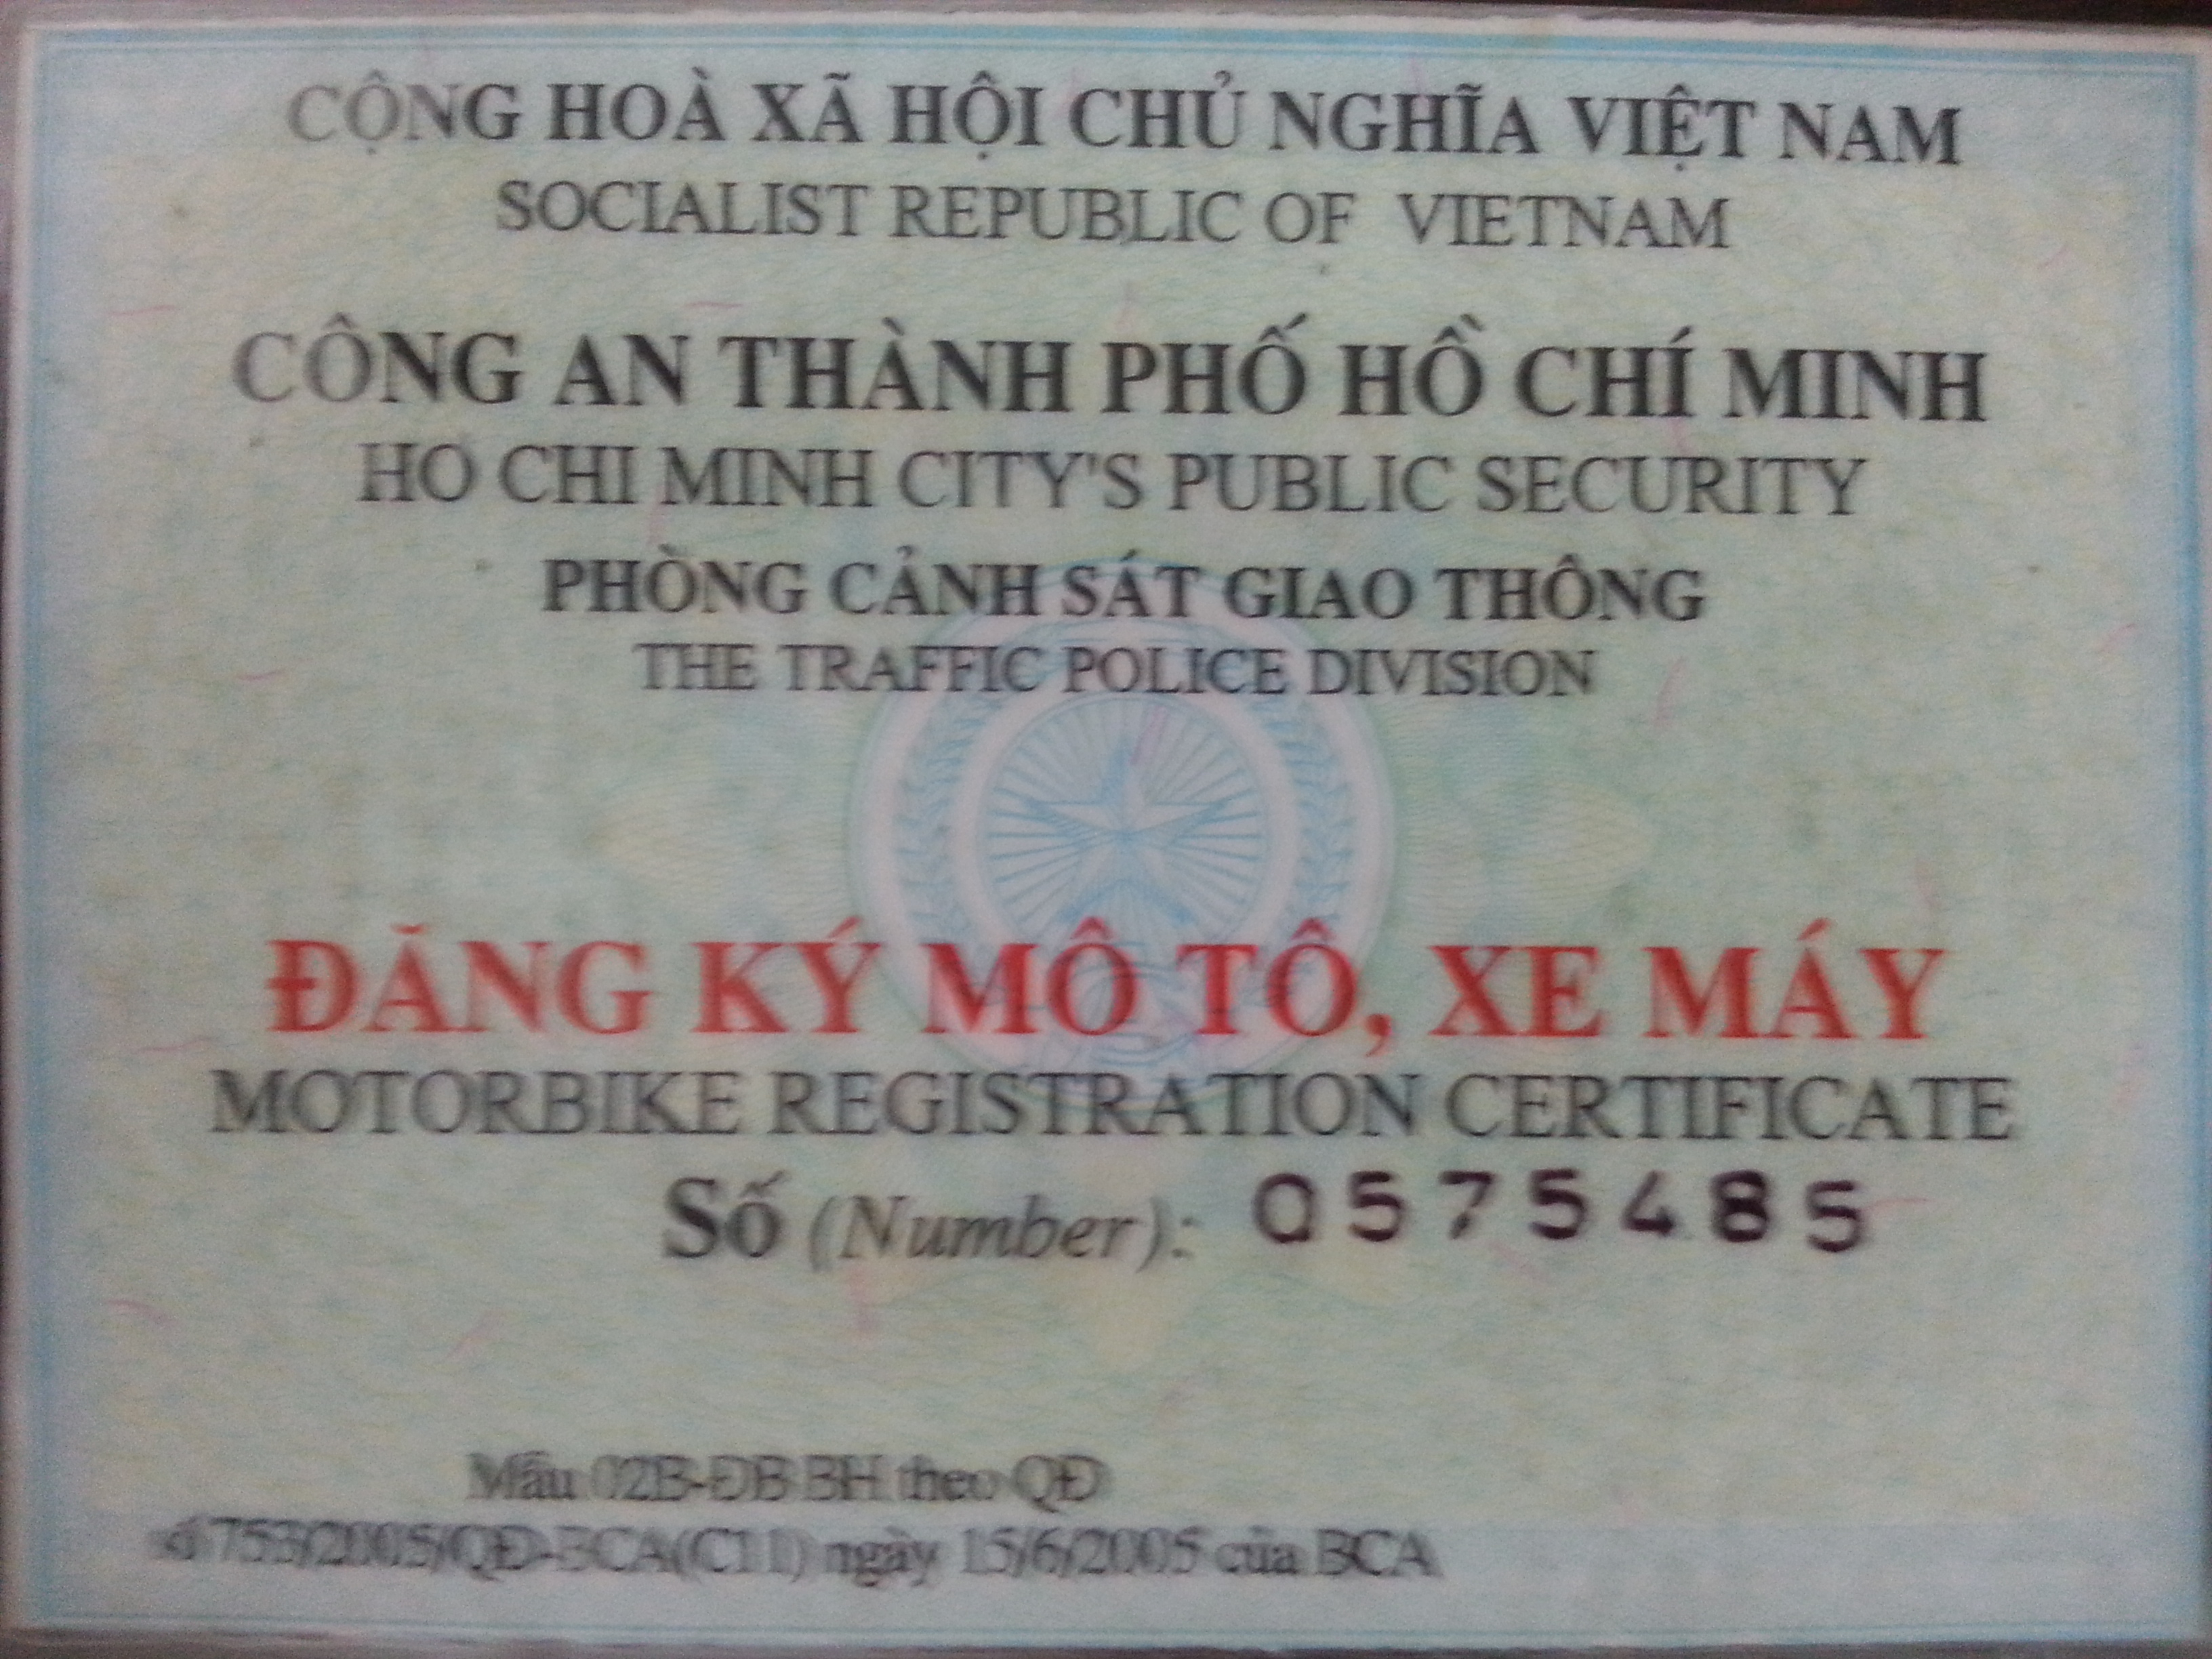 CỘNG HOÀ XÃ HỘI CHỦ NGHĨA VIỆT NAM
SOCIALIST REPUBLIC OF VIETNAM
CÔNG AN THÀNH PHỐ HỒ CHÍ MINH
HO CHI MINH CITY'S PUBLIC SECURITY
PHÒNG CẢNH SÁT GIAO THÔNG
THE TRAFFIC POLICE DIVISION
ĐĂNG KÝ MÔ TÔ, XE MÁY
MOTORBIKE REGISTRATION CERTIFICATE
Số (Number): 0575485
Mẫu 02B-ĐB BH theo QĐ
số 753/2005/QĐ-BCA(C11) ngày 15/6/2005 của BCA